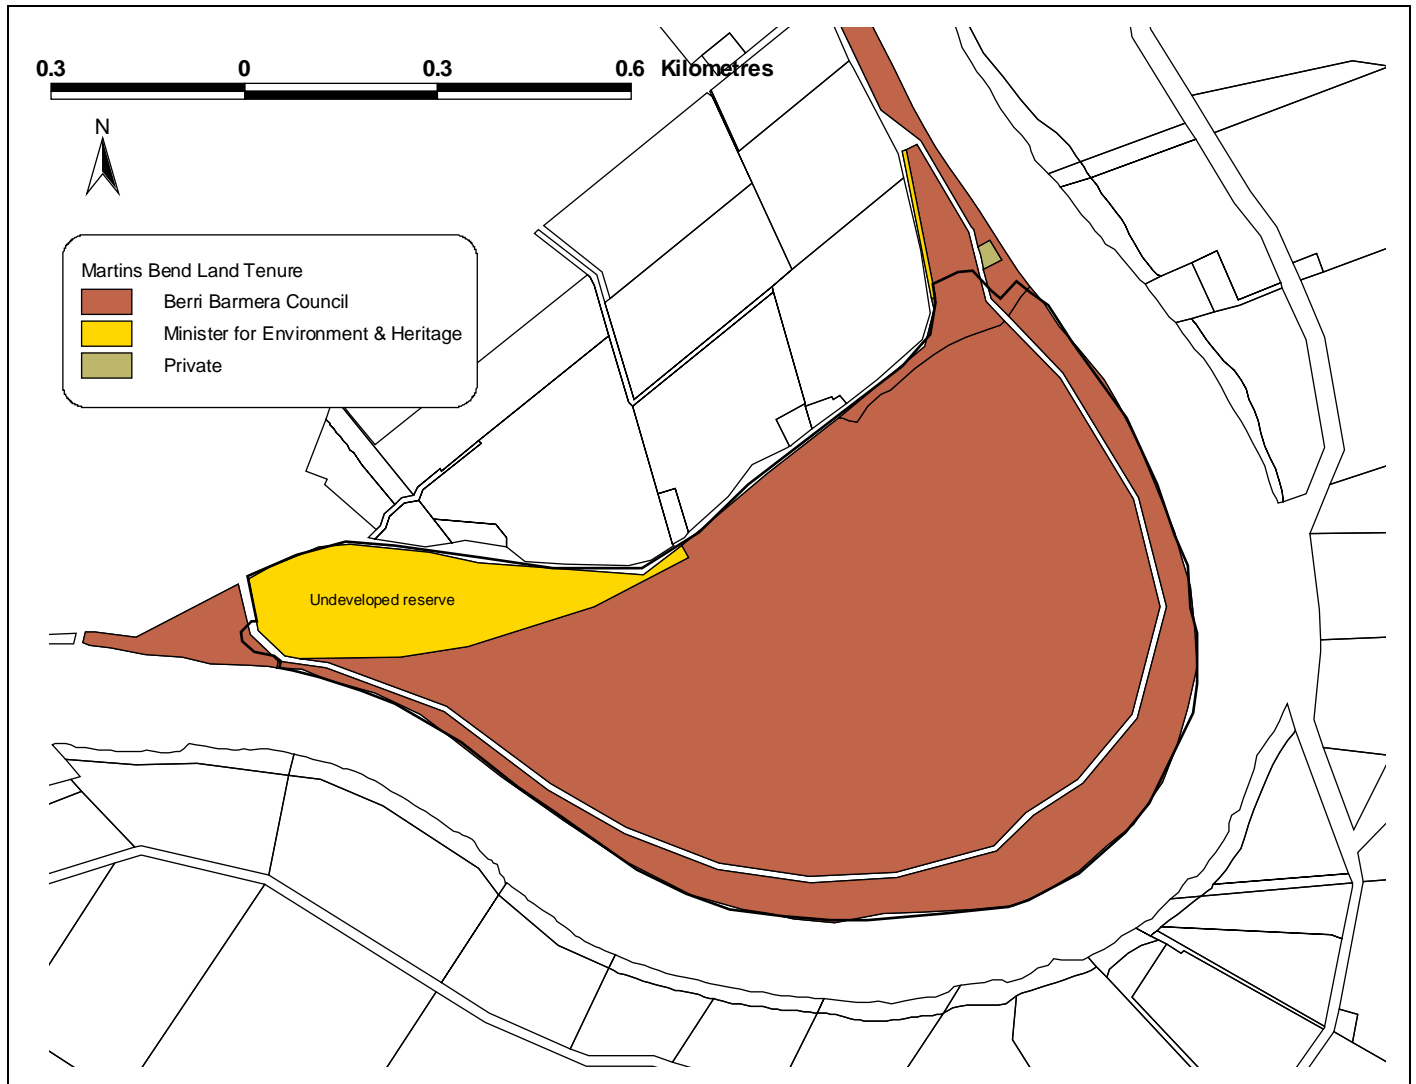 0.3 0 0.3 0.6 Kilometres
N
Martins Bend Land Tenure
Berri Barmera Council
Minister for Environment & Heritage
Private
Undeveloped reserve